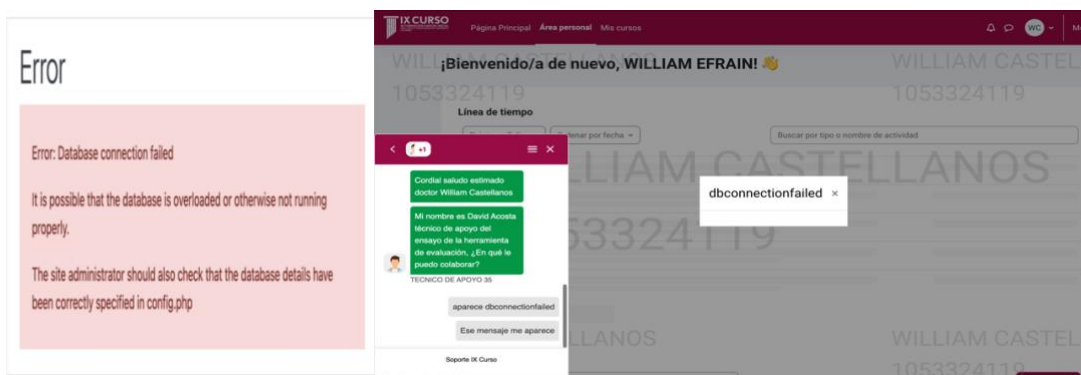 Error
Error: Database connection failed
It is possible that the database is overloaded or otherwise not running
properly.
The site administrator should also check that the database details have
been correctly specified in config.php
IX CURSO
Página Principal Área personal Mis cursos
WC
¡Bienvenido/a de nuevo, WILLIAM EFRAIN! 👋
WILLIAM CASTEL
1053324119
1053324119
Línea de tiempo
Ordenar por fecha
Buscar por tipo o nombre de actividad
+1
Cordial saludo estimado
doctor William Castellanos
Mi nombre es David Acosta
técnico de apoyo del
ensayo de la herramienta
de evaluación, ¿En qué le
puedo colaborar?
TECNICO DE APOYO 35
aparece dbconnectionfailed
Ese mensaje me aparece
Soporte IX Curso
LLIAM CASTELLANOS
53324119
dbconnectionfailed ×
LLANOS
WILLIAM CASTEL
1053324119